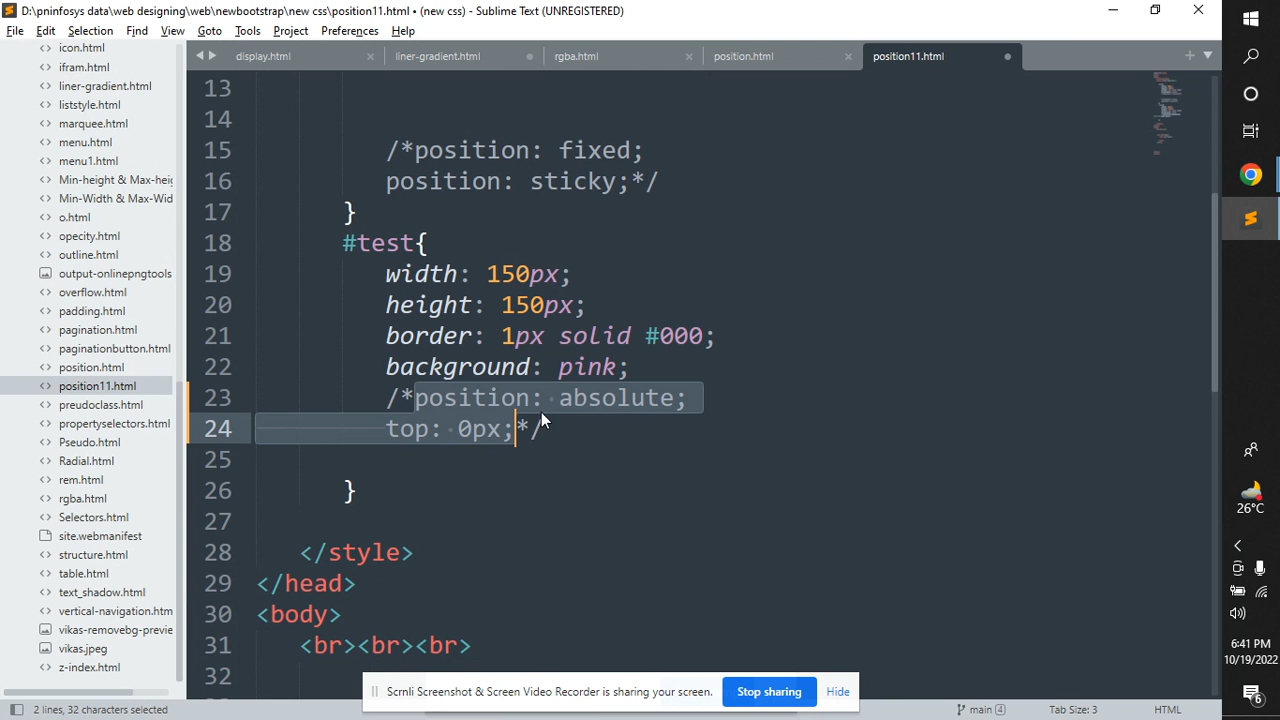 D:\pninfosys data\web designing\web\newbootstrap\new css\position11.html • (new css) - Sublime Text (UNREGISTERED)
File Edit Selection Find View Goto Tools Project Preferences Help
display.html liner-gradient.html rgba.html position.html position11.html
icon.html
ifram.html
liner-gradient.html
liststyle.html
marquee.html
menu.html
menu1.html
Min-height & Max-heig
Min-Width & Max-Wid
o.html
opecity.html
outline.html
output-onlinepngtools
overflow.html
padding.html
pagination.html
paginationbutton.html
position.html
position11.html
preudoclass.html
propertyselectors.html
Pseudo.html
Radial.html
rem.html
rgba.html
Selectors.html
site.webmanifest
structure.html
table.html
text_shadow.html
vertical-navigation.htm
vikas-removebg-previe
vikas.jpeg
z-index.html
13
14
15 /*position: fixed;
16 position: sticky;*/
17 }
18 #test{
19 width: 150px;
20 height: 150px;
21 border: 1px solid #000;
22 background: pink;
23 /*position: absolute;
24 top: 0px;*/
25
26 }
27
28 </style>
29 </head>
30 <body>
31 <br><br><br>
32
Scrnli Screenshot & Screen Video Recorder is sharing your screen. Stop sharing Hide
2 lines, 32 characters selected main 4 Tab Size: 3 HTML
26°C
6:41 PM
10/19/2022
6